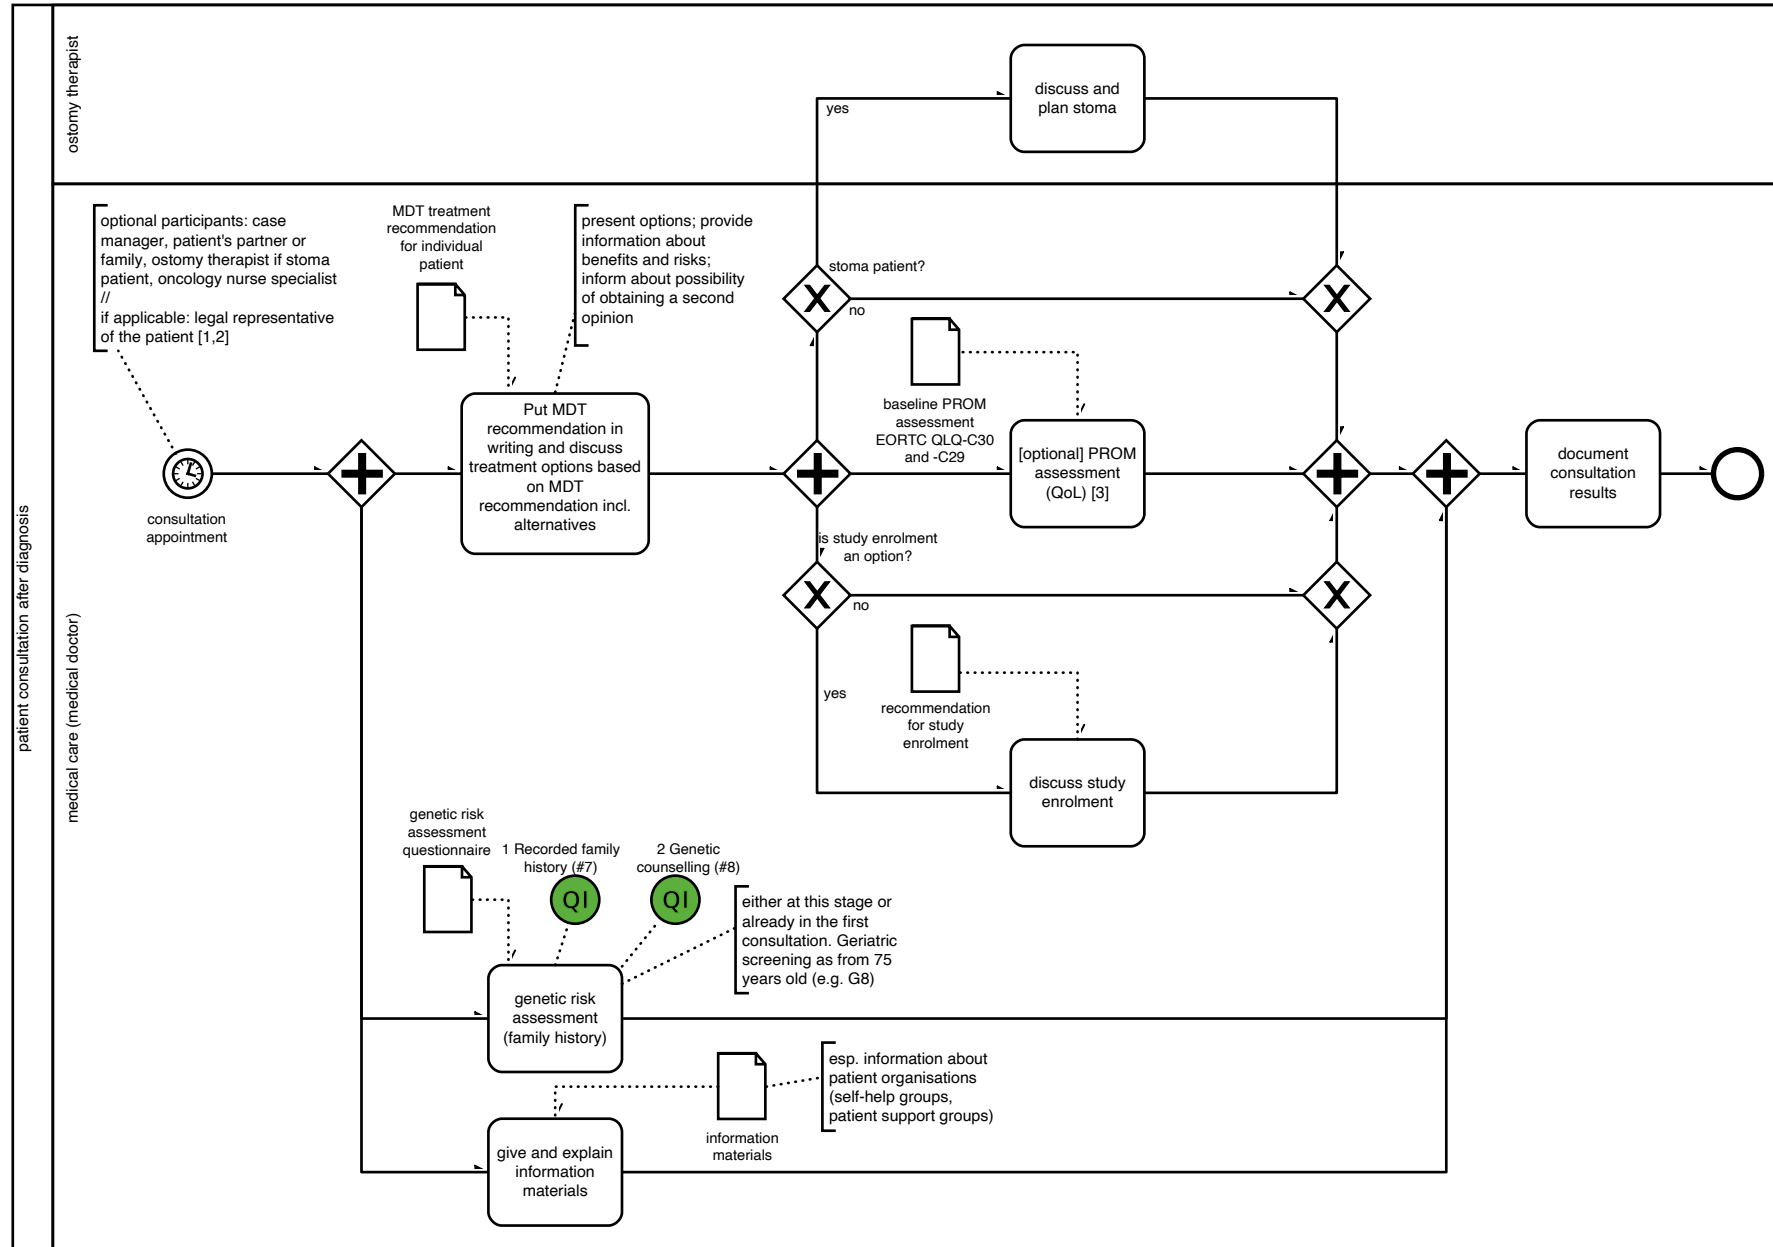 patient consultation after diagnosis
ostomy therapist
medical care (medical doctor)
discuss and
plan stoma
yes
optional participants: case
manager, patient's partner or
family, ostomy therapist if stoma
patient, oncology nurse specialist
//
if applicable: legal representative
of the patient [1,2]
MDT treatment
recommendation
for individual
patient
present options; provide
information about
benefits and risks;
inform about possibility
of obtaining a second
opinion
stoma patient?
X
X
no
consultation
appointment
Put MDT
recommendation in
writing and discuss
treatment options based
on MDT
recommendation incl.
alternatives
baseline PROM
assessment
EORTC QLQ-C30
and -C29
[optional] PROM
assessment
(QoL) [3]
document
consultation
results
is study enrolment
an option?
X
X
no
yes
recommendation
for study
enrolment
discuss study
enrolment
genetic risk
assessment
questionnaire
1 Recorded family
history (#7)
QI
2 Genetic
counselling (#8)
QI
either at this stage or
already in the first
consultation. Geriatric
screening as from 75
years old (e.g. G8)
genetic risk
assessment
(family history)
information
materials
esp. information about
patient organisations
(self-help groups,
patient support groups)
give and explain
information
materials